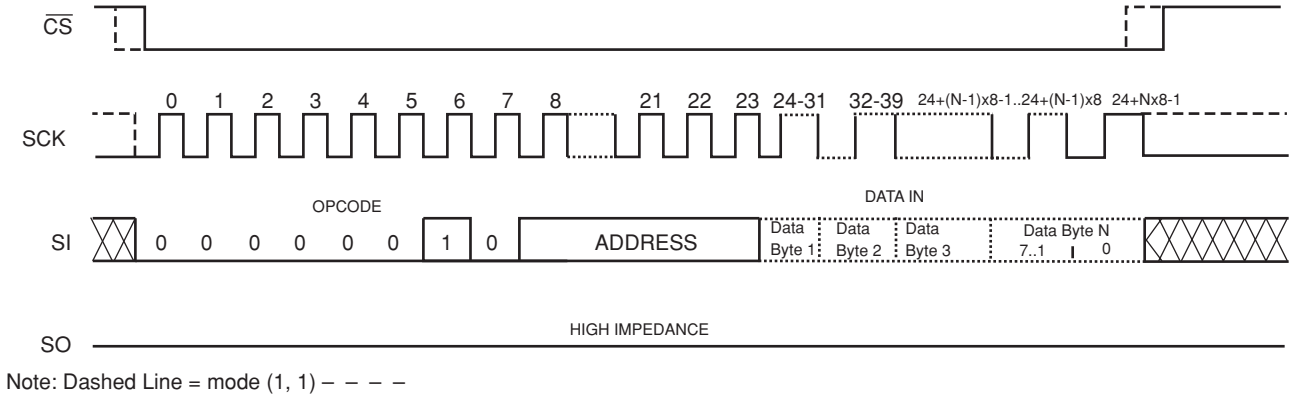 CS
0 1 2 3 4 5 6 7 8 21 22 23 24-31 32-39 24+(N-1)x8-1..24+(N-1)x8 24+Nx8-1
SCK
OPCODE DATA IN
SI 0 0 0 0 0 0 1 0 ADDRESS Data Byte 1 Data Byte 2 Data Byte 3 Data Byte N 7..1 0
HIGH IMPEDANCE
SO
Note: Dashed Line = mode (1, 1) – – – –